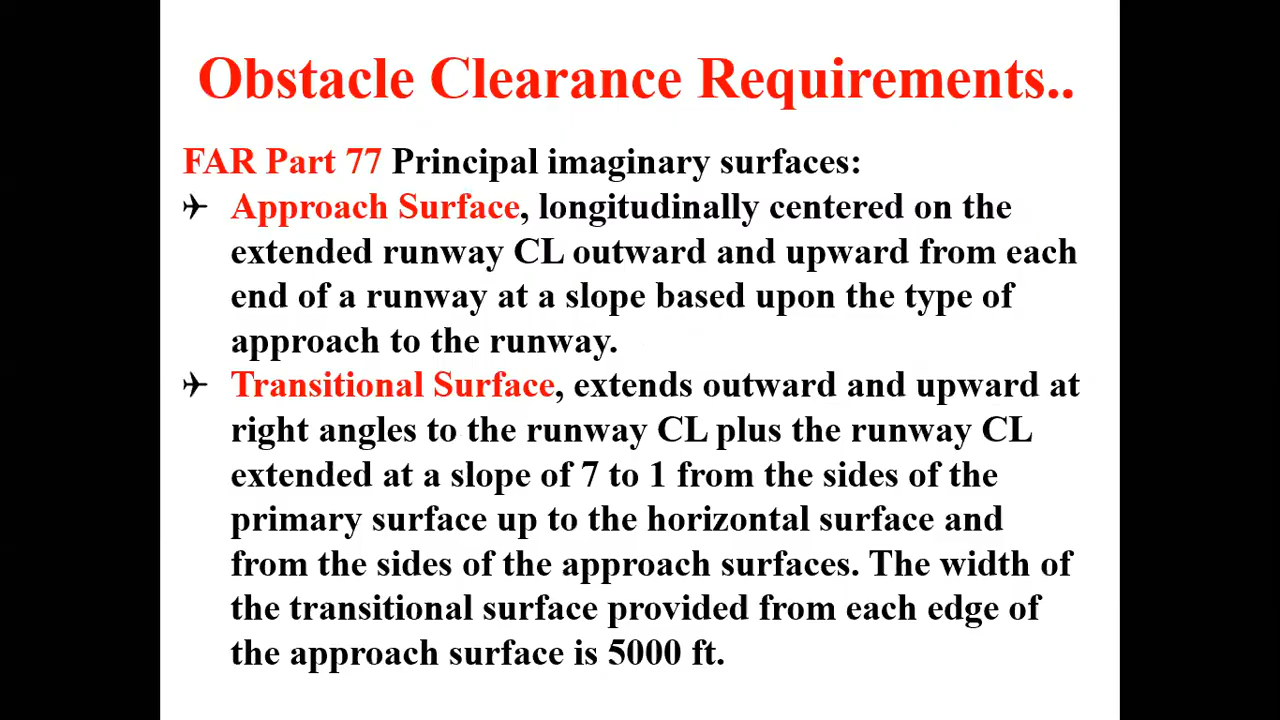 Obstacle Clearance Requirements..
FAR Part 77 Principal imaginary surfaces:
Approach Surface, longitudinally centered on the
extended runway CL outward and upward from each
end of a runway at a slope based upon the type of
approach to the runway.
Transitional Surface, extends outward and upward at
right angles to the runway CL plus the runway CL
extended at a slope of 7 to 1 from the sides of the
primary surface up to the horizontal surface and
from the sides of the approach surfaces. The width of
the transitional surface provided from each edge of
the approach surface is 5000 ft.